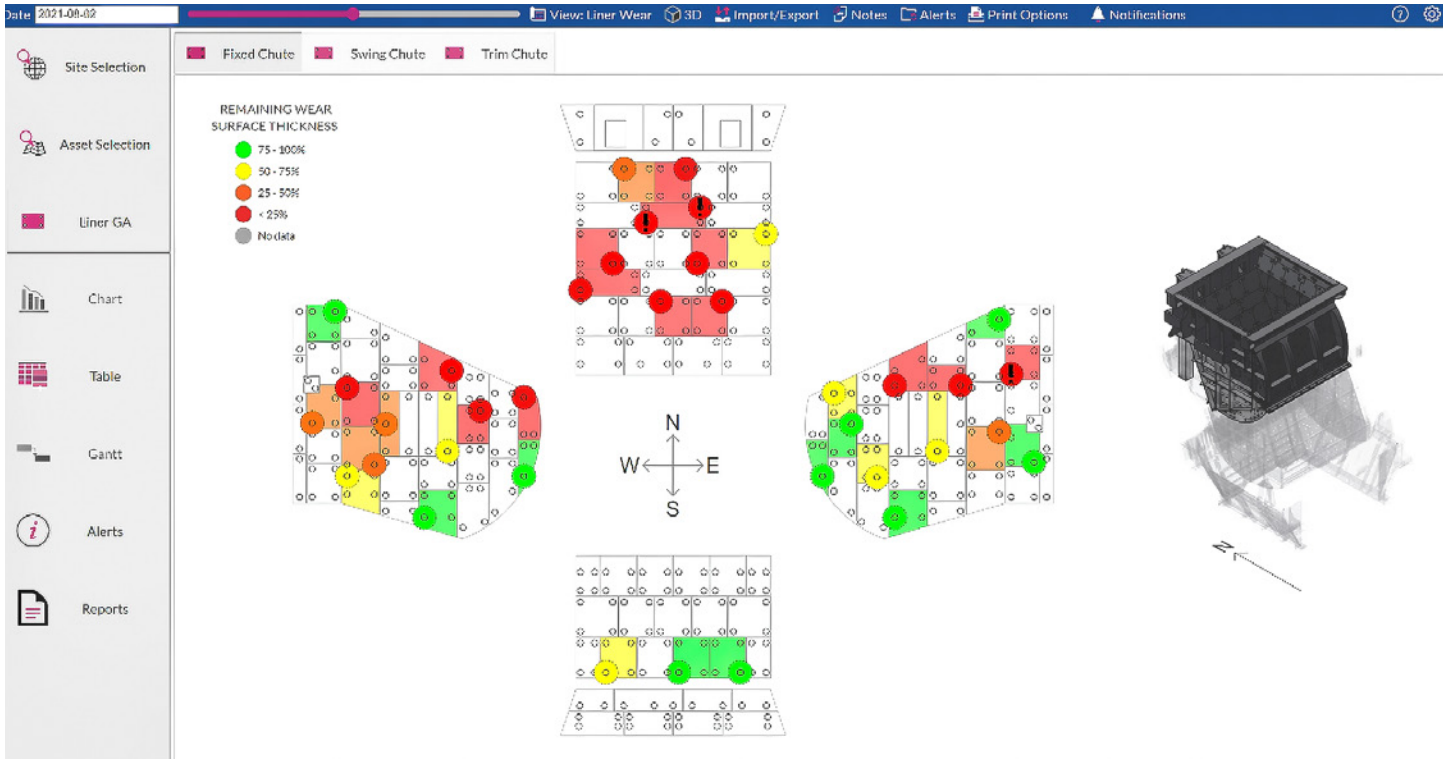 Date 2021-08-02 View: Liner Wear 3D Import/Export Notes Alerts Print Options Notifications ?
Site Selection
Asset Selection
Liner GA
Chart
Table
Gantt
Alerts
Reports
Fixed Chute Swing Chute Trim Chute
REMAINING WEAR
SURFACE THICKNESS
75 - 100%
50 - 75%
25 - 50%
< 25%
No data
N
W E
S
N